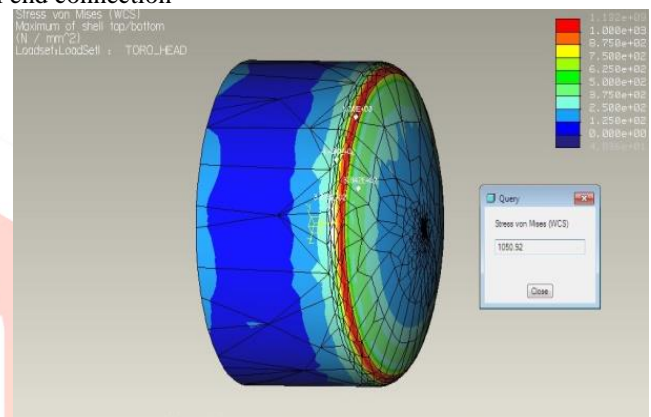 end connection
Stress von Mises (WCS)
Maximum of shell top/bottom
(N / mm^2)
Loadset:LoadSet1 : TORO_HEAD
1.000e+03
8.750e+02
7.500e+02
6.250e+02
5.000e+02
3.750e+02
2.500e+02
1.250e+02
0.000e+00
Query
Stress von Mises (WCS)
1050.52
Close